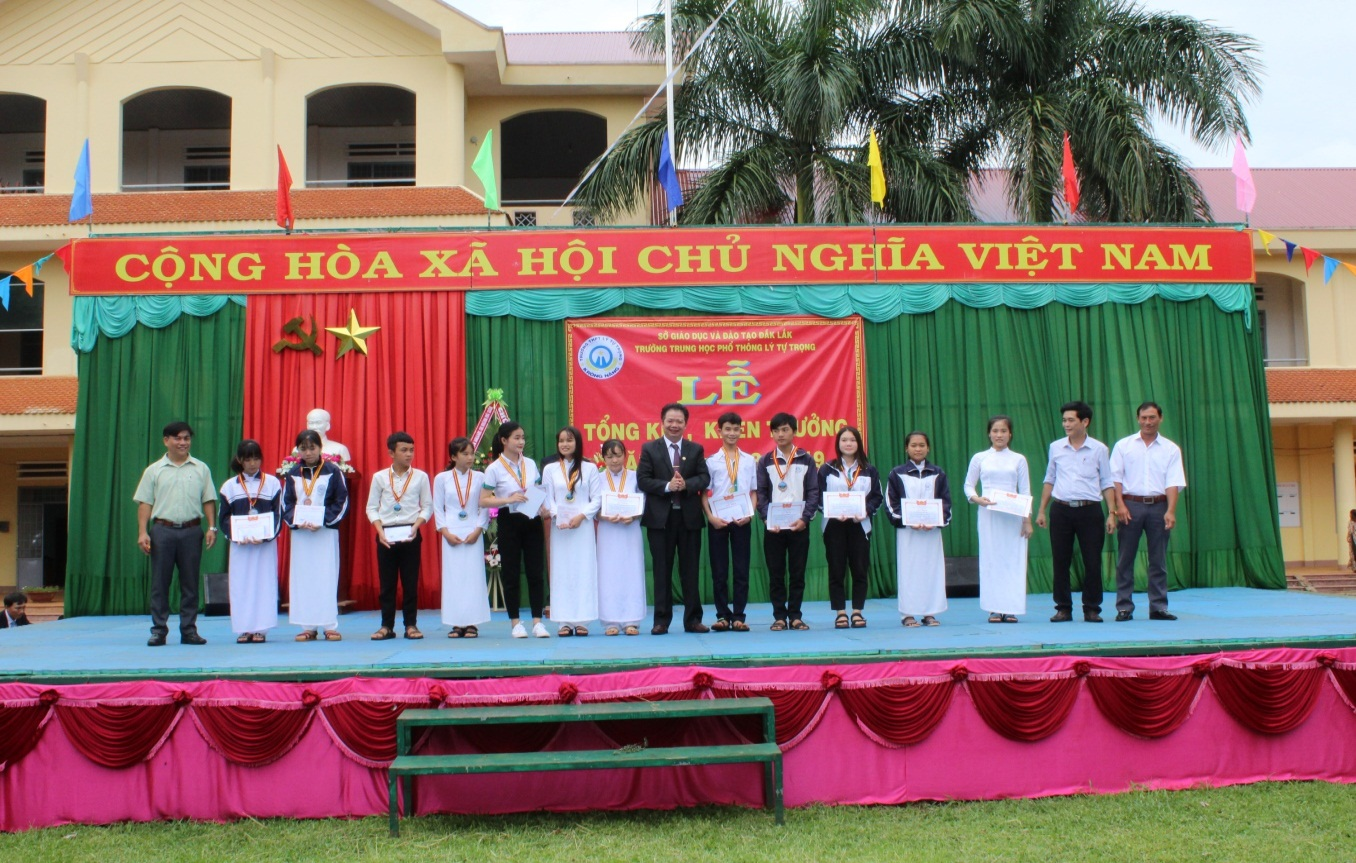 CỘNG HÒA XÃ HỘI CHỦ NGHĨA VIỆT NAM
SỞ GIÁO DỤC VÀ ĐÀO TẠO ĐẮK LẮK
TRƯỜNG TRUNG HỌC PHỔ THÔNG LÝ TỰ TRỌNG
LỄ
TỔNG THƯỞNG